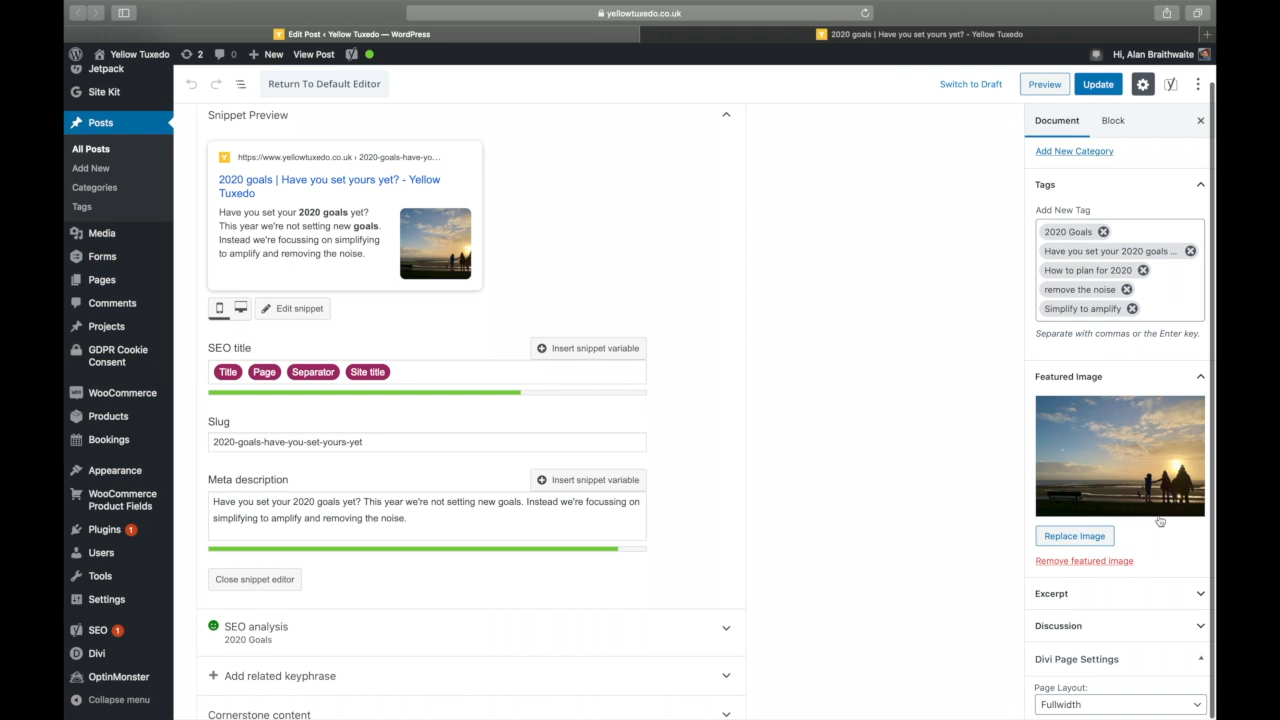 yellowtuxedo.co.uk
Edit Post ‹ Yellow Tuxedo — WordPress
2020 goals | Have you set yours yet? - Yellow Tuxedo
Yellow Tuxedo
2
0
New
View Post
Hi, Alan Braithwaite
Jetpack
Site Kit
Posts
All Posts
Add New
Categories
Tags
Media
Forms
Pages
Comments
Projects
GDPR Cookie
Consent
WooCommerce
Products
Bookings
Appearance
WooCommerce
Product Fields
Plugins 1
Users
Tools
Settings
SEO 1
Divi
OptinMonster
Collapse menu
Return To Default Editor
Switch to Draft
Preview
Update
Snippet Preview
https://www.yellowtuxedo.co.uk › 2020-goals-have-yo...
2020 goals | Have you set yours yet? - Yellow
Tuxedo
Have you set your 2020 goals yet?
This year we're not setting new goals.
Instead we're focussing on simplifying
to amplify and removing the noise.
Edit snippet
SEO title
Insert snippet variable
Title Page Separator Site title
Slug
2020-goals-have-you-set-yours-yet
Meta description
Insert snippet variable
Have you set your 2020 goals yet? This year we're not setting new goals. Instead we're focussing on
simplifying to amplify and removing the noise.
Close snippet editor
SEO analysis
2020 Goals
Add related keyphrase
Cornerstone content
Document
Block
Add New Category
Tags
Add New Tag
2020 Goals
Have you set your 2020 goals ...
How to plan for 2020
remove the noise
Simplify to amplify
Separate with commas or the Enter key.
Featured Image
Replace Image
Remove featured image
Excerpt
Discussion
Divi Page Settings
Page Layout:
Fullwidth